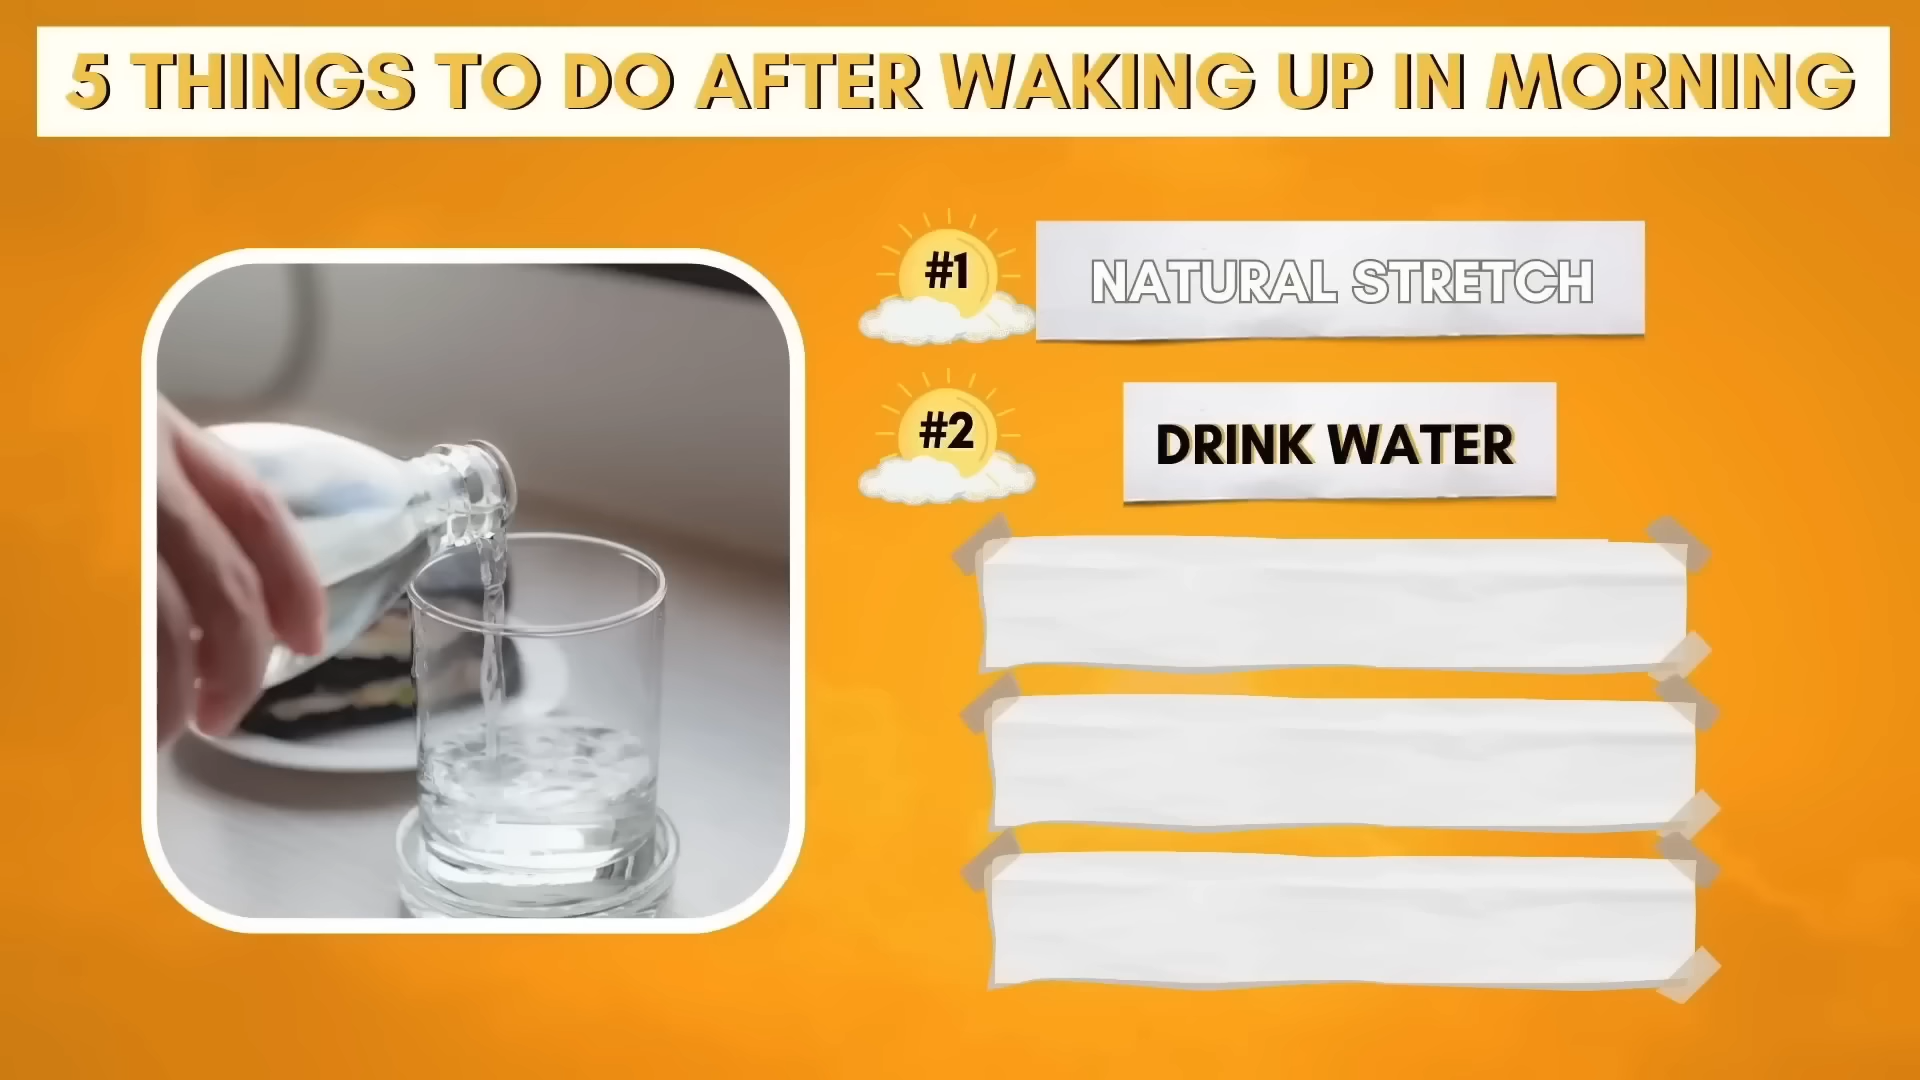 5 THINGS TO DO AFTER WAKING UP IN MORNING
#1 NATURAL STRETCH
#2 DRINK WATER